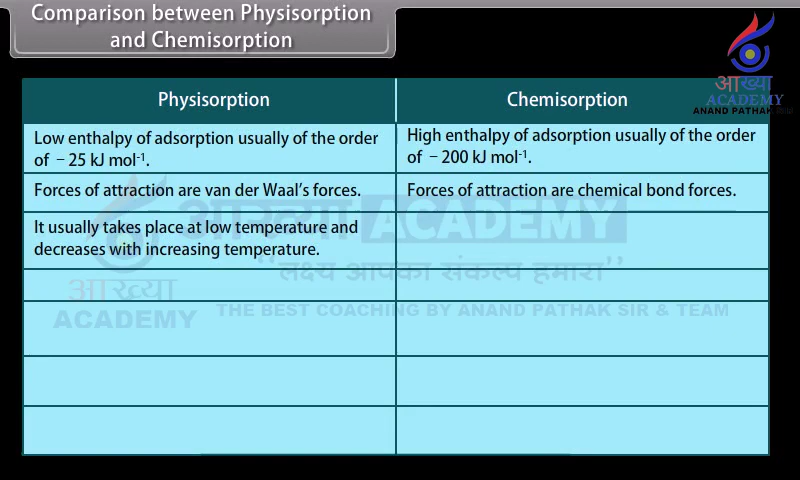 Comparison between Physisorption
and Chemisorption
आख्या
ACADEMY
ANAND PATHAK
Physisorption
Chemisorption
Low enthalpy of adsorption usually of the order
of – 25 kJ mol⁻¹.
High enthalpy of adsorption usually of the order
of – 200 kJ mol⁻¹.
Forces of attraction are van der Waal’s forces.
Forces of attraction are chemical bond forces.
It usually takes place at low temperature and
decreases with increasing temperature.
आख्या ACADEMY
‘‘लक्ष्य आपका संकल्प हमारा’’
आख्या
ACADEMY
THE BEST COACHING BY ANAND PATHAK SIR & TEAM